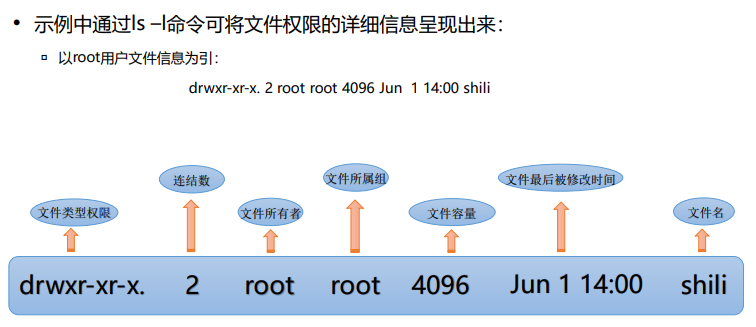 • 示例中通过ls –l命令可将文件权限的详细信息呈现出来：
▫ 以root用户文件信息为引：
drwxr-xr-x. 2 root root 4096 Jun 1 14:00 shili
文件类型权限 连结数 文件所有者 文件所属组 文件容量 文件最后被修改时间 文件名
drwxr-xr-x. 2 root root 4096 Jun 1 14:00 shili